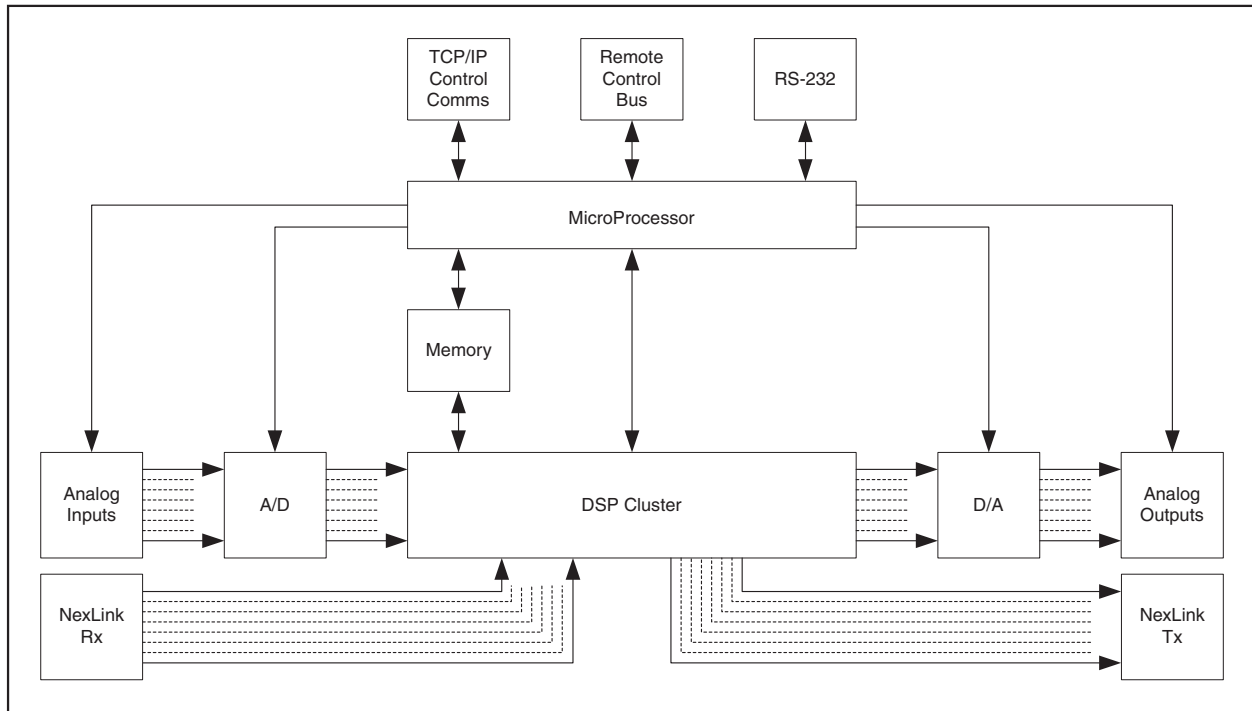 TCP/IP
Control
Comms
Remote
Control
Bus
RS-232
MicroProcessor
Memory
Analog
Inputs
A/D
DSP Cluster
D/A
Analog
Outputs
NexLink
Rx
NexLink
Tx